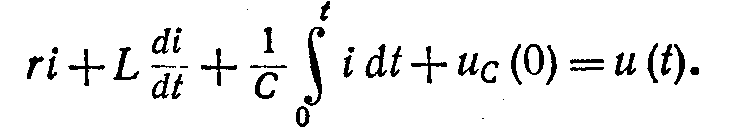 ri + L di/dt + 1/C ∫₀ᵗ i dt + u_C (0) = u (t).